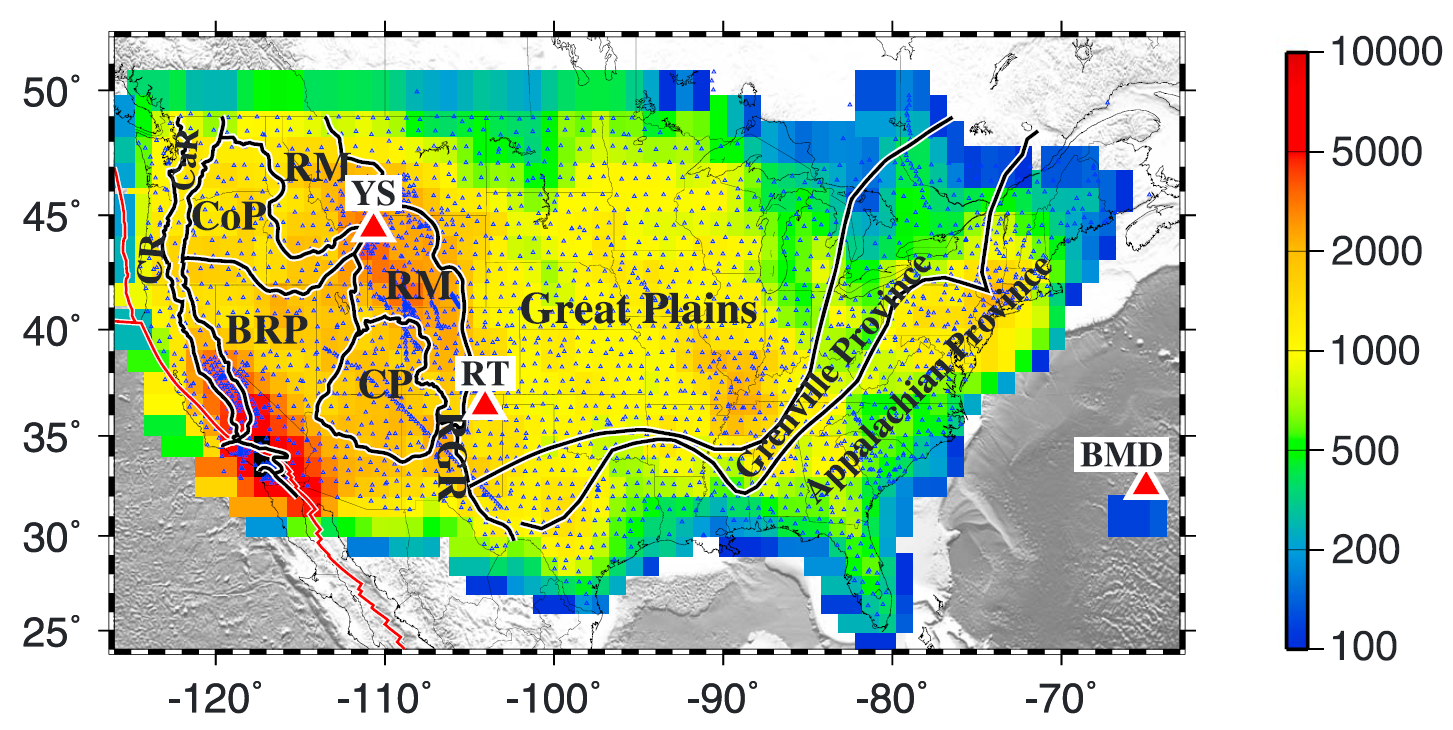 50°
45°
40°
35°
30°
25°
-120°
-110°
-100°
-90°
-80°
-70°
CaR
RM
YS
CoP
CR
RM
BRP
Great Plains
CP
RT
RGR
Grenville Province
Appalachian Province
BMD
10000
5000
2000
1000
500
200
100